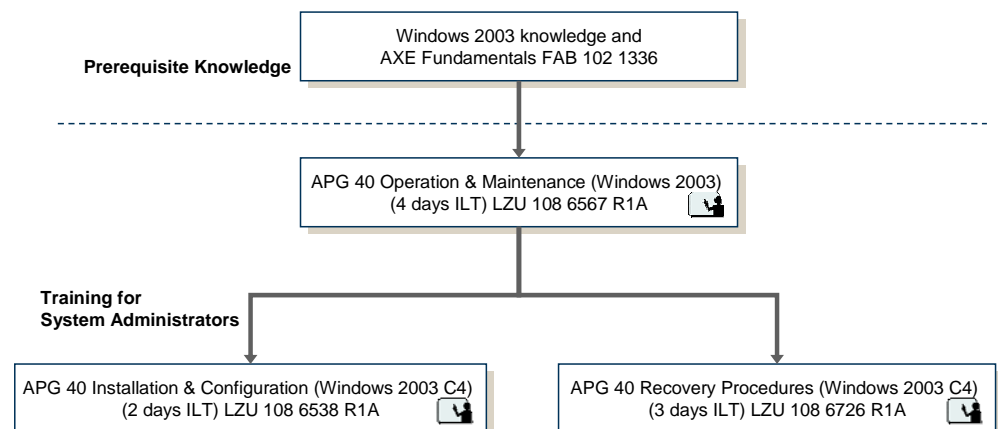 Windows 2003 knowledge and
AXE Fundamentals FAB 102 1336
Prerequisite Knowledge
APG 40 Operation & Maintenance (Windows 2003)
(4 days ILT) LZU 108 6567 R1A
Training for
System Administrators
APG 40 Installation & Configuration (Windows 2003 C4)
(2 days ILT) LZU 108 6538 R1A
APG 40 Recovery Procedures (Windows 2003 C4)
(3 days ILT) LZU 108 6726 R1A